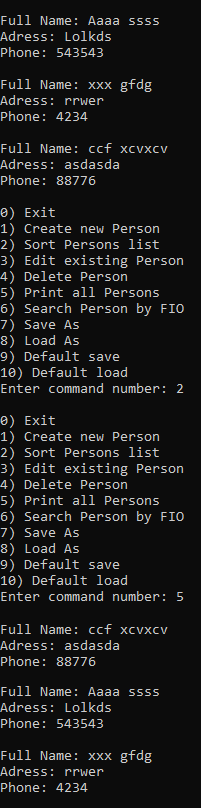 Full Name: Aaaa ssss
Adress: Lolkds
Phone: 543543

Full Name: xxx gfdg
Adress: rrwer
Phone: 4234

Full Name: ccf xcvxcv
Adress: asdasda
Phone: 88776

0) Exit
1) Create new Person
2) Sort Persons list
3) Edit existing Person
4) Delete Person
5) Print all Persons
6) Search Person by FIO
7) Save As
8) Load As
9) Default save
10) Default load
Enter command number: 2

0) Exit
1) Create new Person
2) Sort Persons list
3) Edit existing Person
4) Delete Person
5) Print all Persons
6) Search Person by FIO
7) Save As
8) Load As
9) Default save
10) Default load
Enter command number: 5

Full Name: ccf xcvxcv
Adress: asdasda
Phone: 88776

Full Name: Aaaa ssss
Adress: Lolkds
Phone: 543543

Full Name: xxx gfdg
Adress: rrwer
Phone: 4234